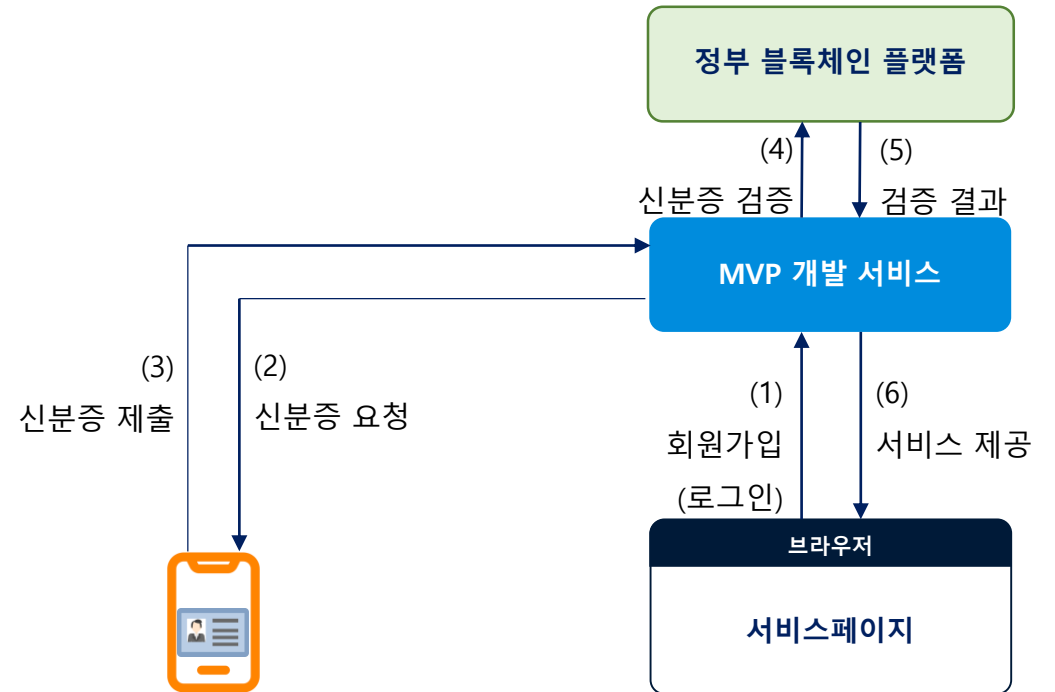 정부 블록체인 플랫폼
(4)
신분증 검증
(5)
검증 결과
MVP 개발 서비스
(3)
신분증 제출
(2)
신분증 요청
(1)
회원가입
(로그인)
(6)
서비스 제공
브라우저
서비스페이지